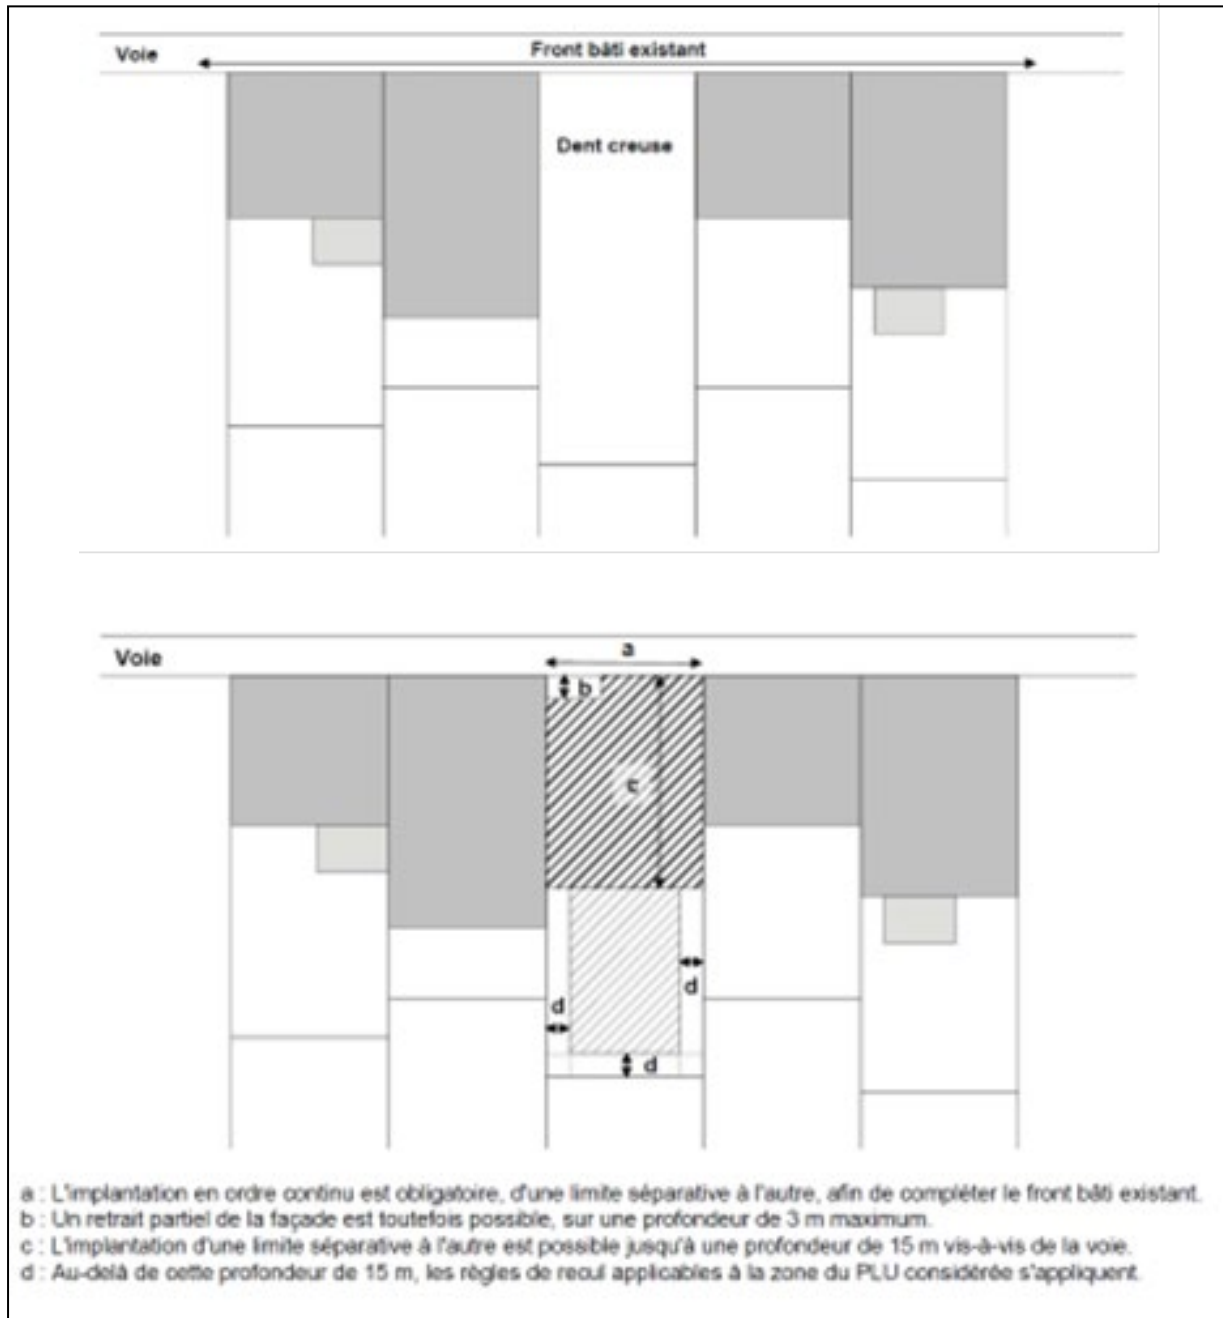 Voie
Front bâti existant
Dent creuse
Voie
a
b
c
d
d
d
a : L'implantation en ordre continu est obligatoire, d'une limite séparative à l'autre, afin de compléter le front bâti existant.
b : Un retrait partiel de la façade est toutefois possible, sur une profondeur de 3 m maximum.
c : L'implantation d'une limite séparative à l'autre est possible jusqu'à une profondeur de 15 m vis-à-vis de la voie.
d : Au-delà de cette profondeur de 15 m, les règles de recul applicables à la zone du PLU considérée s'appliquent.